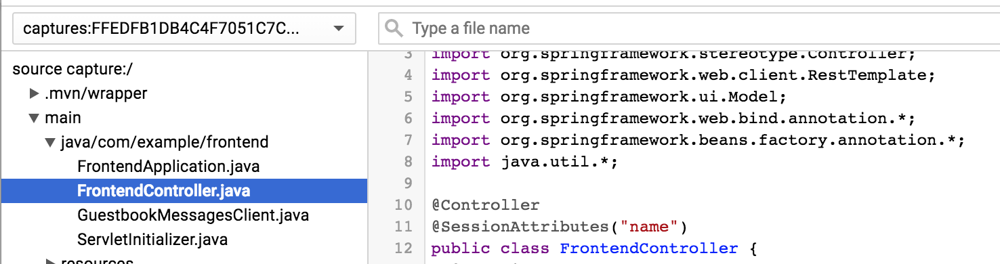 captures:FFEDFB1DB4C4F7051C7C...
Type a file name
source capture:/
.mvn/wrapper
main
java/com/example/frontend
FrontendApplication.java
FrontendController.java
GuestbookMessagesClient.java
ServletInitializer.java
resources
3 import org.springframework.stereotype.Controller;
4 import org.springframework.web.client.RestTemplate;
5 import org.springframework.ui.Model;
6 import org.springframework.web.bind.annotation.*;
7 import org.springframework.beans.factory.annotation.*;
8 import java.util.*;
9
10 @Controller
11 @SessionAttributes("name")
12 public class FrontendController {